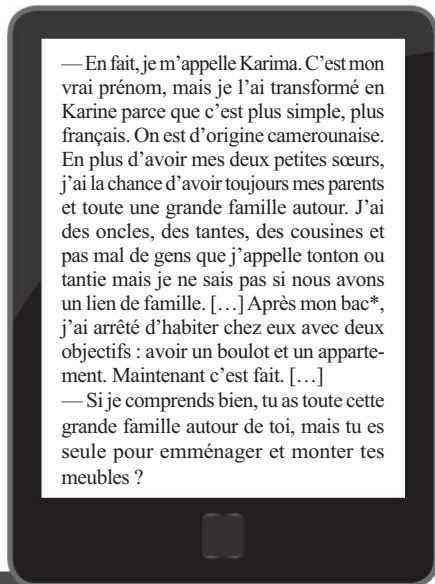 — En fait, je m’appelle Karima. C’est mon
vrai prénom, mais je l’ai transformé en
Karine parce que c’est plus simple, plus
français. On est d’origine camerounaise.
En plus d’avoir mes deux petites sœurs,
j’ai la chance d’avoir toujours mes parents
et toute une grande famille autour. J’ai
des oncles, des tantes, des cousines et
pas mal de gens que j’appelle tonton ou
tantie mais je ne sais pas si nous avons
un lien de famille. […] Après mon bac*,
j’ai arrêté d’habiter chez eux avec deux
objectifs : avoir un boulot et un apparte-
ment. Maintenant c’est fait. […]
— Si je comprends bien, tu as toute cette
grande famille autour de toi, mais tu es
seule pour emménager et monter tes
meubles ?